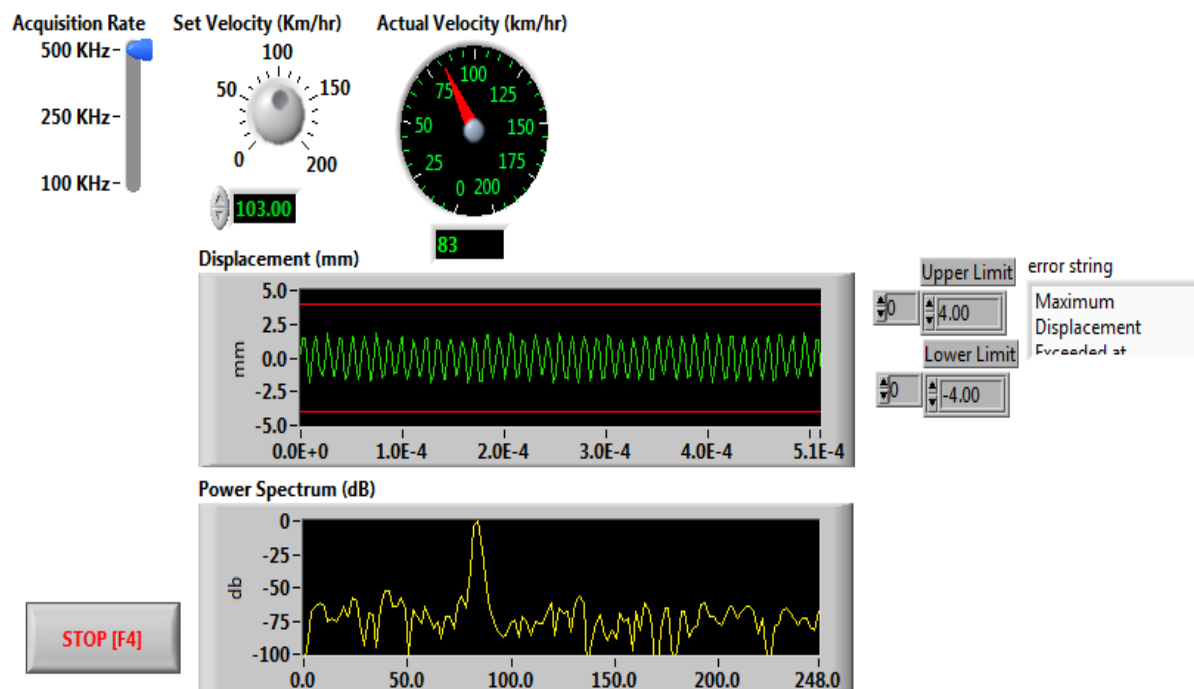 Acquisition Rate
500 KHz
250 KHz
100 KHz
Set Velocity (Km/hr)
0
50
100
150
200
103.00
Actual Velocity (km/hr)
0
25
50
75
100
125
150
175
200
83
Displacement (mm)
mm
5.0
2.5
0.0
-2.5
-5.0
0.0E+0 1.0E-4 2.0E-4 3.0E-4 4.0E-4 5.1E-4
Upper Limit
0 4.00
Lower Limit
0 -4.00
error string
Maximum
Displacement
Exceeded at
Power Spectrum (dB)
db
0
-25
-50
-75
-100
0.0 50.0 100.0 150.0 200.0 248.0
STOP [F4]